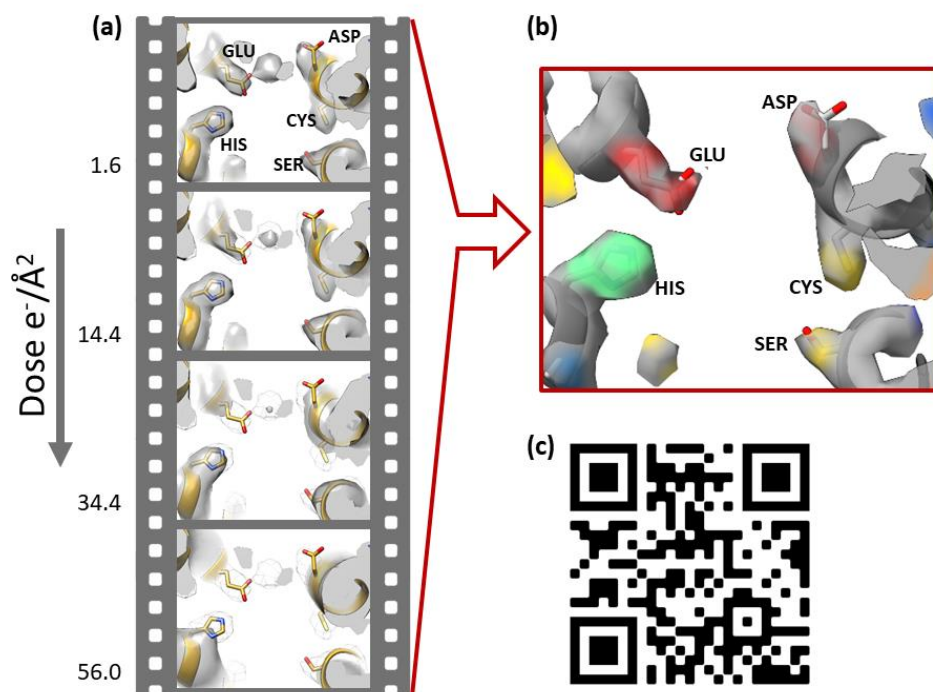 (a)
GLU
ASP
CYS
HIS
SER
1.6
14.4
34.4
56.0
Dose e⁻/Å²
(b)
ASP
GLU
HIS
CYS
SER
(c)